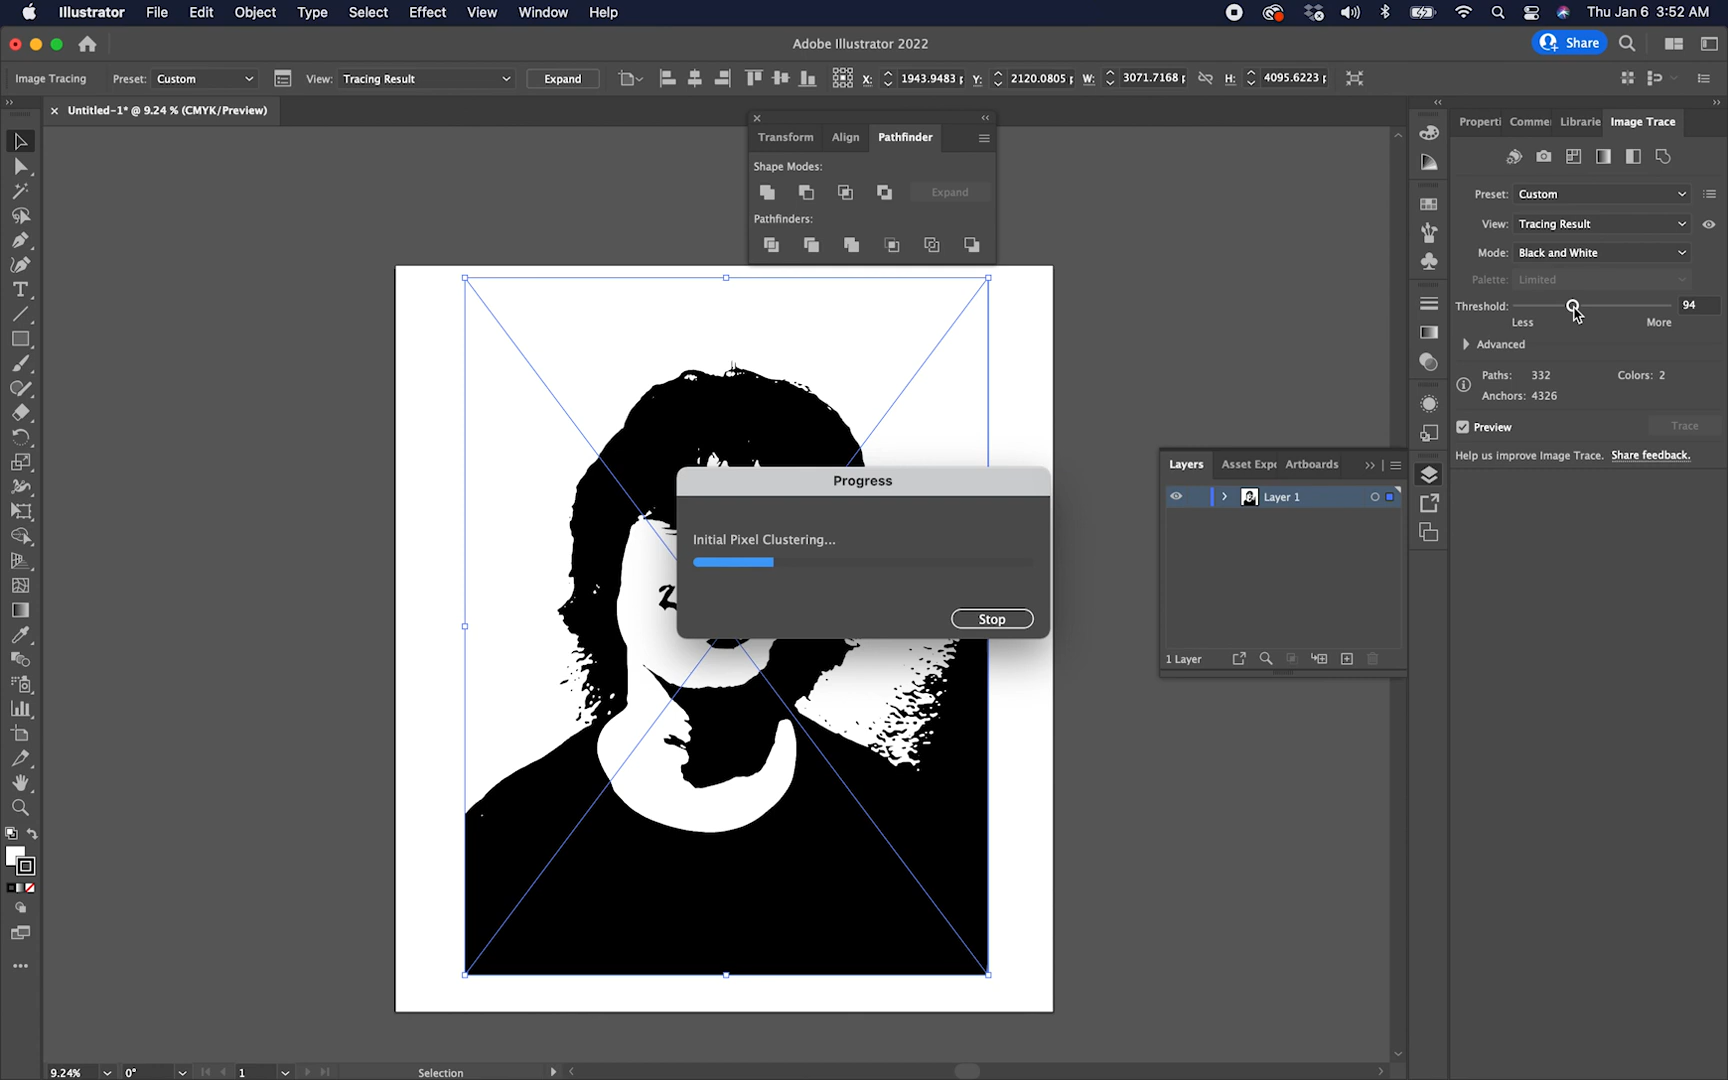 Illustrator File Edit Object Type Select Effect View Window Help Thu Jan 6 3:52 AM
Adobe Illustrator 2022 Share
Image Tracing Preset: Custom View: Tracing Result Expand X: 1943.9483 Y: 2120.0805 W: 3071.7168 H: 4095.6223
× Untitled-1* @ 9.24 % (CMYK/Preview)
Transform Align Pathfinder
Shape Modes:
Expand
Pathfinders:
Properti Comme Librarie Image Trace
Preset: Custom
View: Tracing Result
Mode: Black and White
Palette: Limited
Threshold: 94
Less More
Advanced
Paths: 332 Colors: 2
Anchors: 4326
Preview Trace
Help us improve Image Trace. Share feedback.
Layers Asset Expo Artboards
Layer 1
1 Layer
Progress
Initial Pixel Clustering...
Stop
9.24% 0° 1 Selection